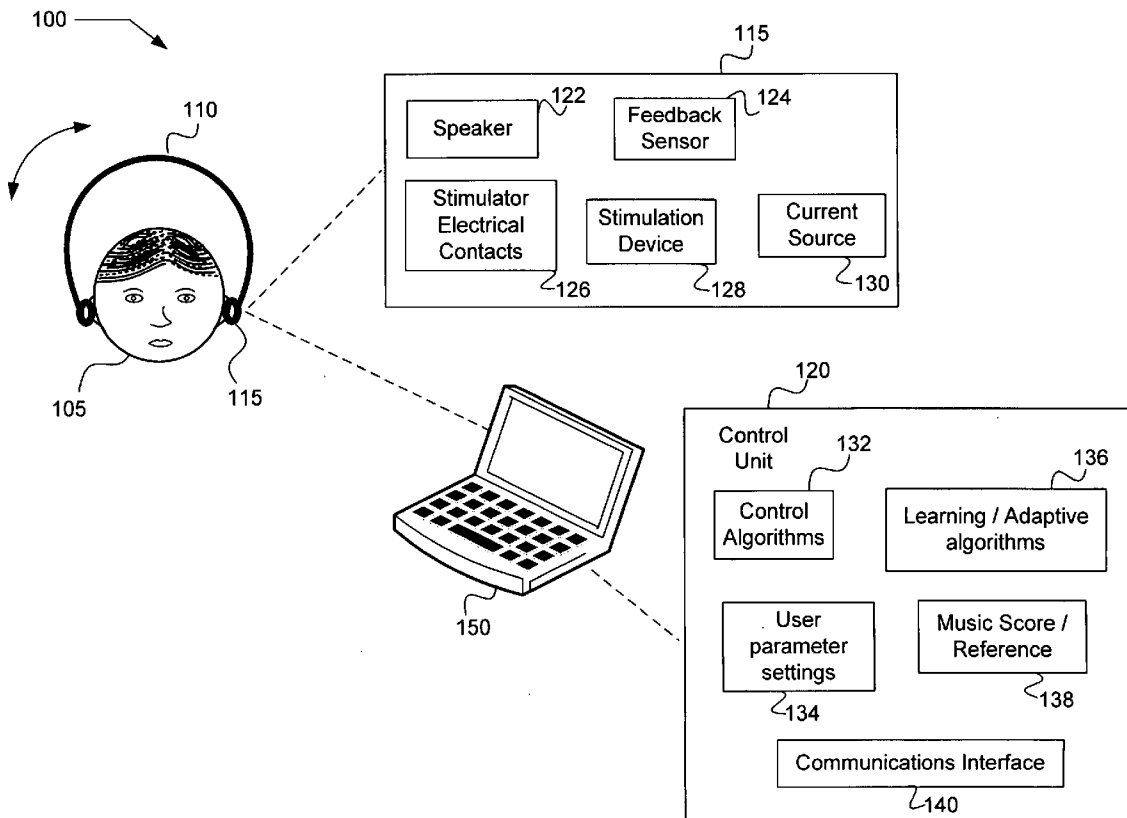 100
110
105
115
115
122
Speaker
124
Feedback
Sensor
Stimulator
Electrical
Contacts
126
Stimulation
Device
128
Current
Source
130
150
120
Control
Unit
132
Control
Algorithms
136
Learning / Adaptive
algorithms
User
parameter
settings
134
Music Score /
Reference
138
Communications Interface
140